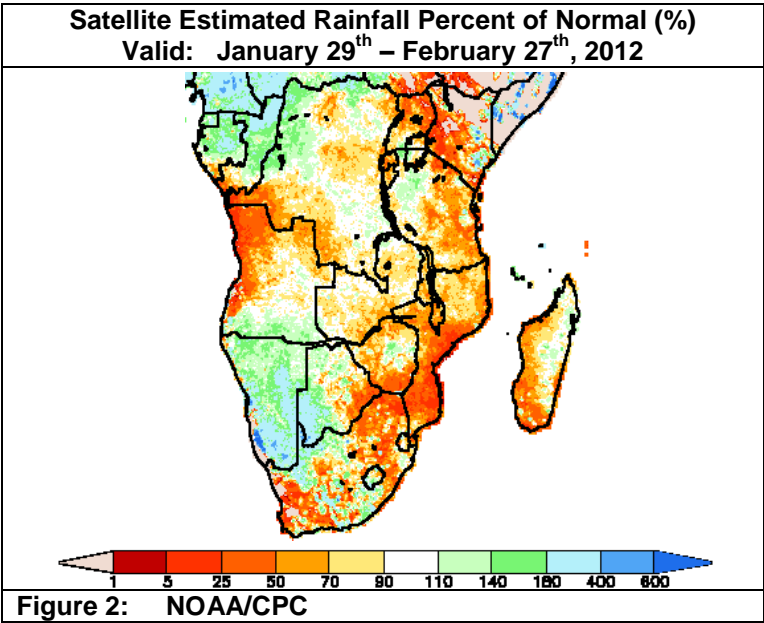 Satellite Estimated Rainfall Percent of Normal (%)
Valid: January 29th – February 27th, 2012
1 5 25 50 70 90 110 140 180 400 600
Figure 2: NOAA/CPC